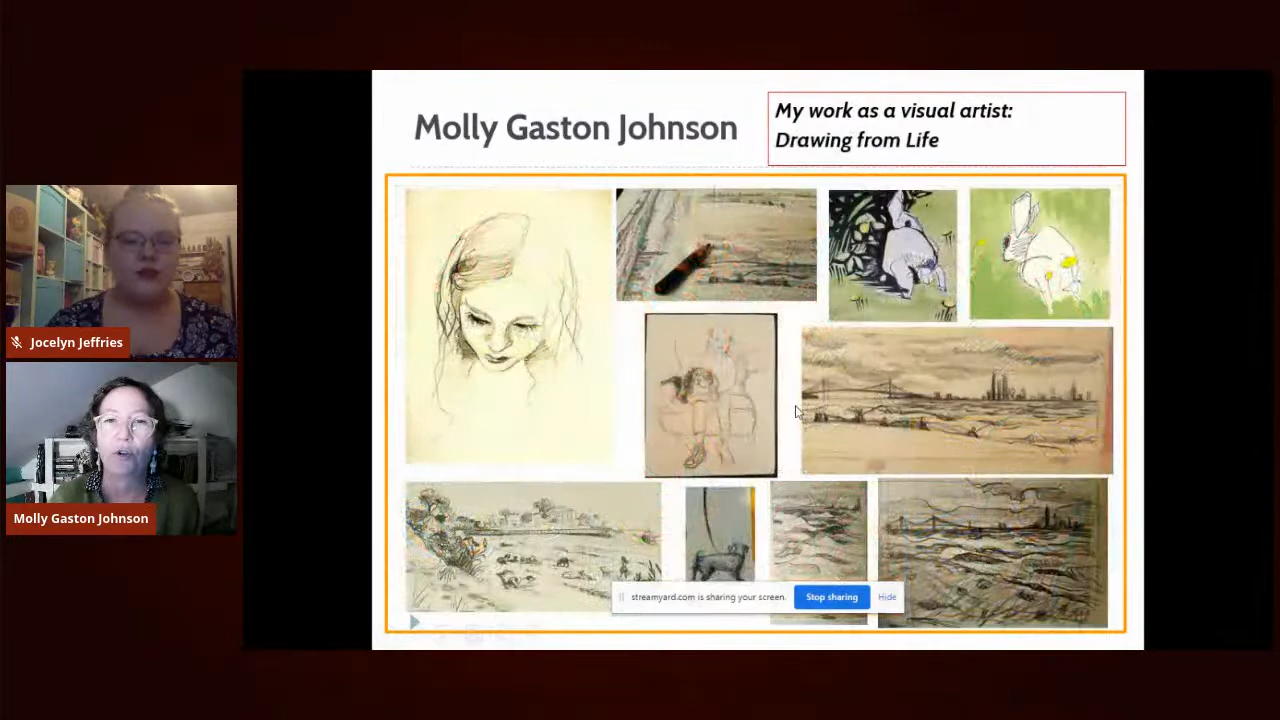 Molly Gaston Johnson
My work as a visual artist:
Drawing from Life
Jocelyn Jeffries
Molly Gaston Johnson
streamyard.com is sharing your screen.
Stop sharing
Hide